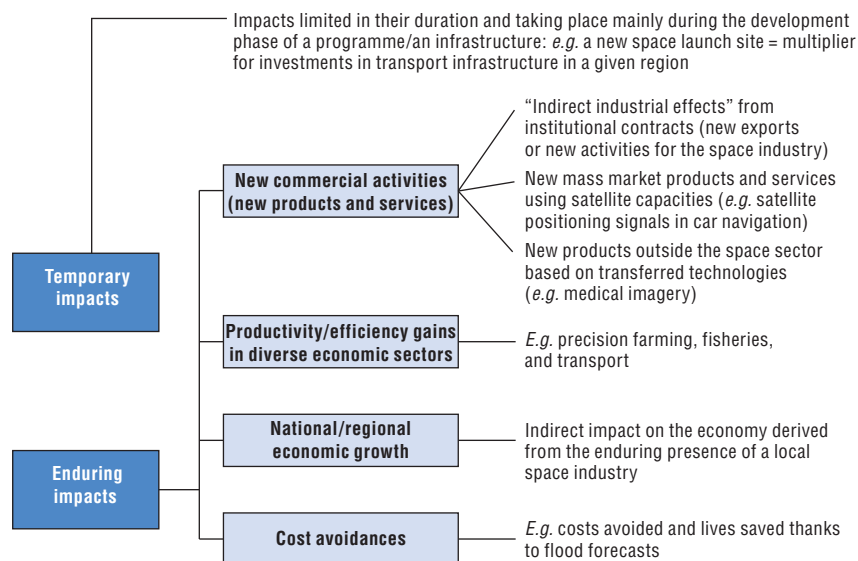 Impacts limited in their duration and taking place mainly during the development
phase of a programme/an infrastructure: e.g. a new space launch site = multiplier
for investments in transport infrastructure in a given region
Temporary
impacts
Enduring
impacts
New commercial activities
(new products and services)
“Indirect industrial effects” from
institutional contracts (new exports
or new activities for the space industry)
New mass market products and services
using satellite capacities (e.g. satellite
positioning signals in car navigation)
New products outside the space sector
based on transferred technologies
(e.g. medical imagery)
Productivity/efficiency gains
in diverse economic sectors
E.g. precision farming, fisheries,
and transport
National/regional
economic growth
Indirect impact on the economy derived
from the enduring presence of a local
space industry
Cost avoidances
E.g. costs avoided and lives saved thanks
to flood forecasts